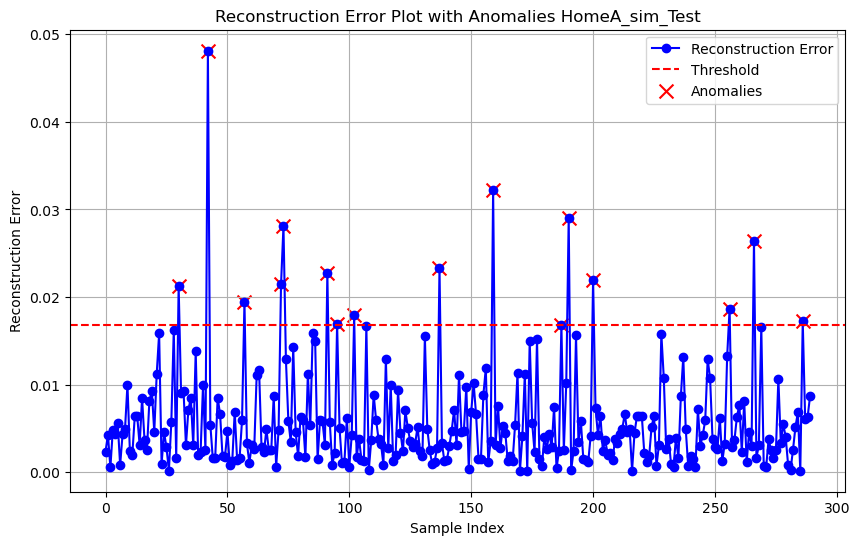 Reconstruction Error Plot with Anomalies HomeA_sim_Test
Reconstruction Error
Threshold
Anomalies
0.05
0.04
0.03
0.02
0.01
0.00
Reconstruction Error
0 50 100 150 200 250 300
Sample Index